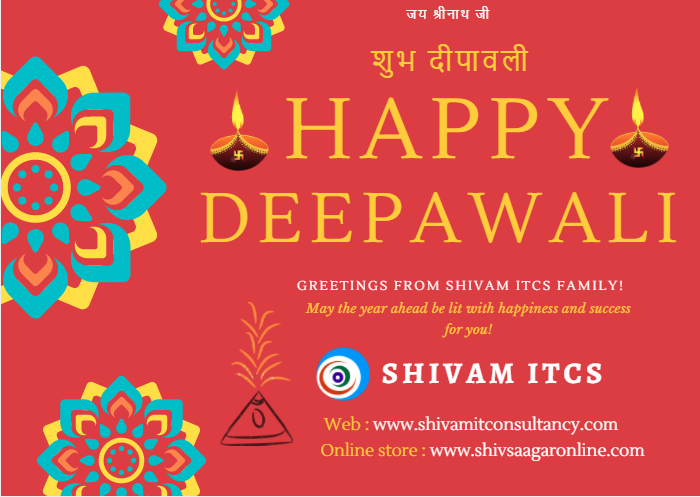 जय श्रीनाथ जी
शुभ दीपावली
HAPPY
DEEPAWALI
GREETINGS FROM SHIVAM ITCS FAMILY!
May the year ahead be lit with happiness and success
for you!
SHIVAM ITCS
Web : www.shivamitconsultancy.com
Online store : www.shivsaagaronline.com